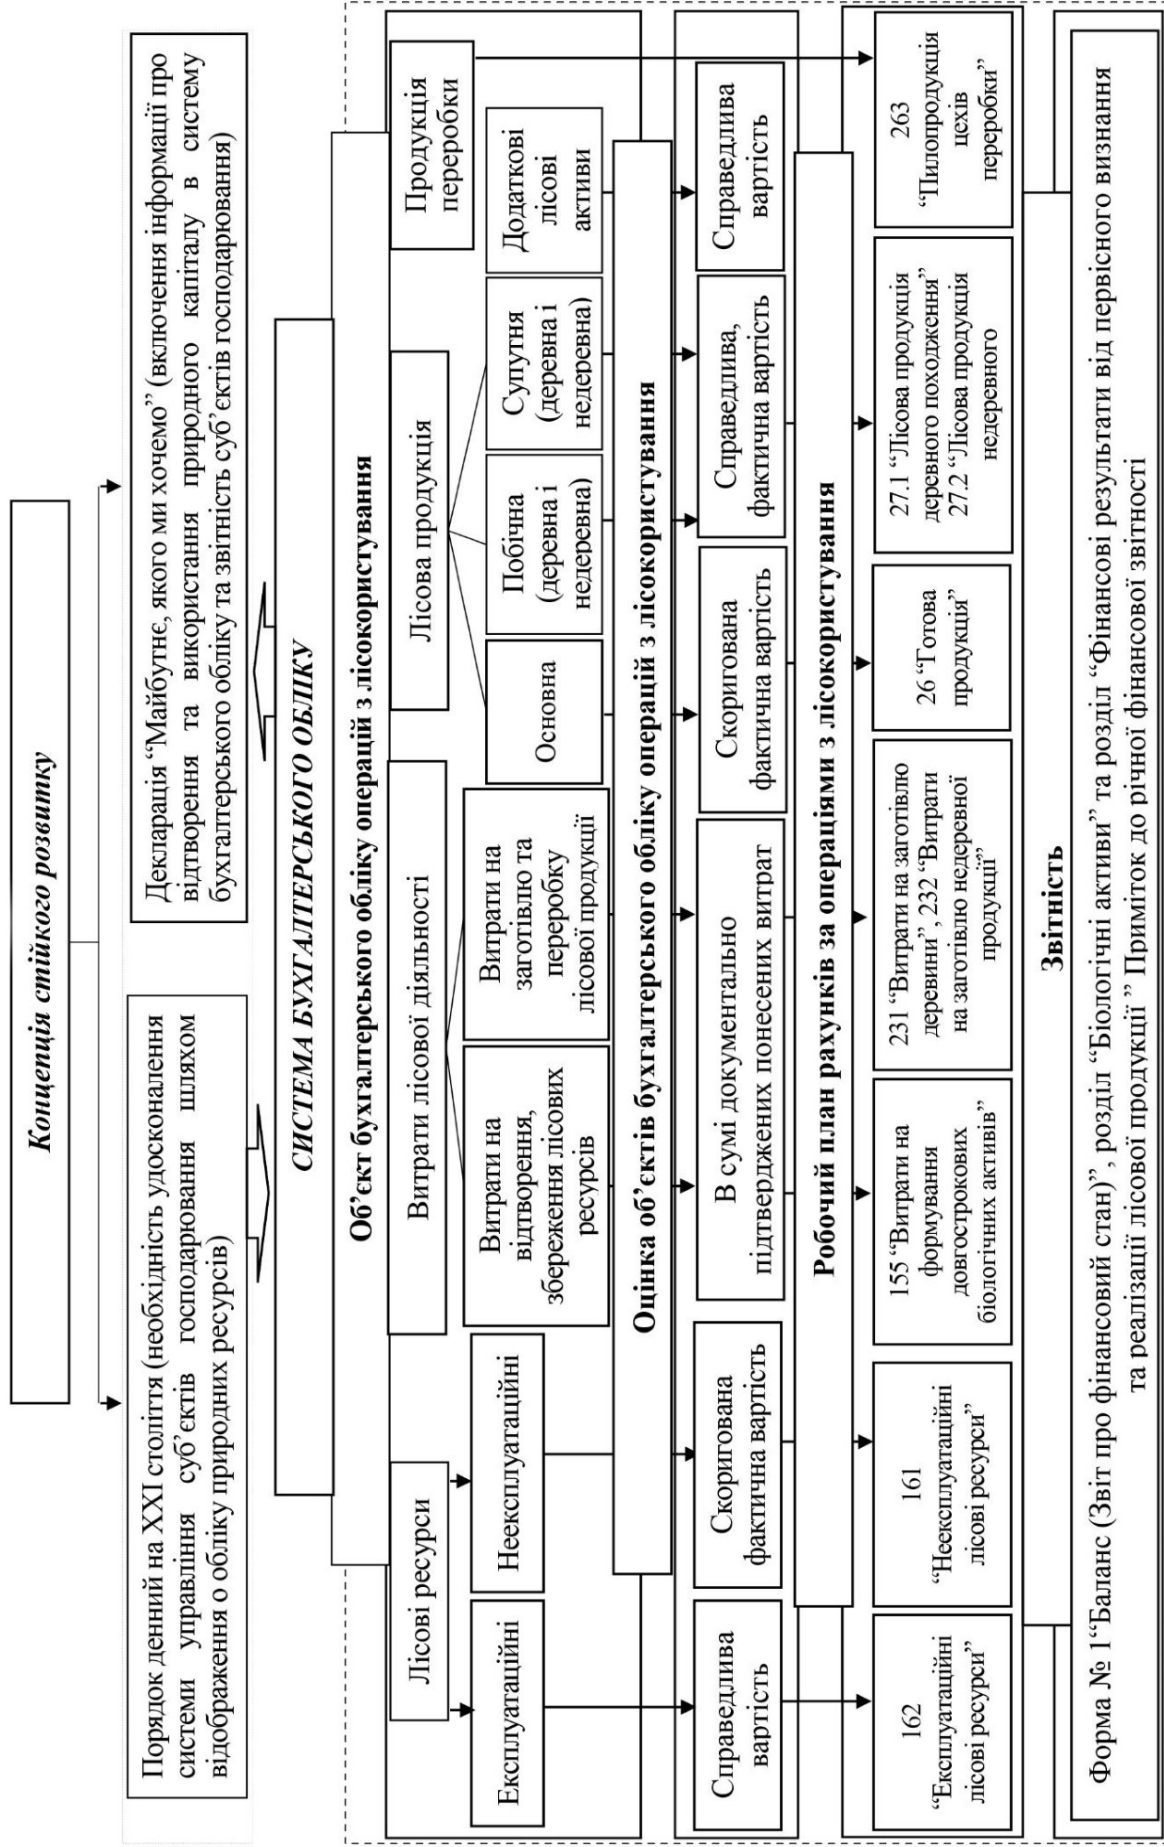 Концепція стійкого розвитку
Порядок денний на XXI століття (необхідність удосконалення
системи управління суб’єктів господарювання шляхом
відображення о обліку природних ресурсів)
Декларація “Майбутнє, якого ми хочемо” (включення інформації про
відтворення та використання природного капіталу в систему
бухгалтерського обліку та звітність суб’єктів господарювання)
СИСТЕМА БУХГАЛТЕРСЬКОГО ОБЛІКУ
Об’єкт бухгалтерського обліку операцій з лісокористування
Лісові ресурси
Витрати лісової діяльності
Лісова продукція
Продукція
переробки
Експлуатаційні
Неексплуатаційні
Витрати на
відтворення,
збереження лісових
ресурсів
Витрати на
заготівлю та
переробку
лісової продукції
Основна
Побічна
(деревна і
недеревна)
Супутня
(деревна і
недеревна)
Додаткові
лісові
активи
Оцінка об’єктів бухгалтерського обліку операцій з лісокористування
Справедлива
вартість
Скоригована
фактична вартість
В сумі документально
підтверджених понесених витрат
Скоригована
фактична вартість
Справедлива,
фактична вартість
Справедлива
вартість
Робочий план рахунків за операціями з лісокористування
162
“Експлуатаційні
лісові ресурси”
161
“Неексплуатаційні
лісові ресурси”
155 “Витрати на
формування
довгострокових
біологічних активів”
231 “Витрати на заготівлю
деревини”, 232 “Витрати
на заготівлю недеревної
продукції”
26 “Готова
продукція”
27.1 “Лісова продукція
деревного походження”
27.2 “Лісова продукція
недеревного
263
“Пилопродукція
цехів
переробки”
Звітність
Форма № 1“Баланс (Звіт про фінансовий стан)”, розділ “Біологічні активи” та розділ “Фінансові результати від первісного визнання
та реалізації лісової продукції ” Приміток до річної фінансової звітності